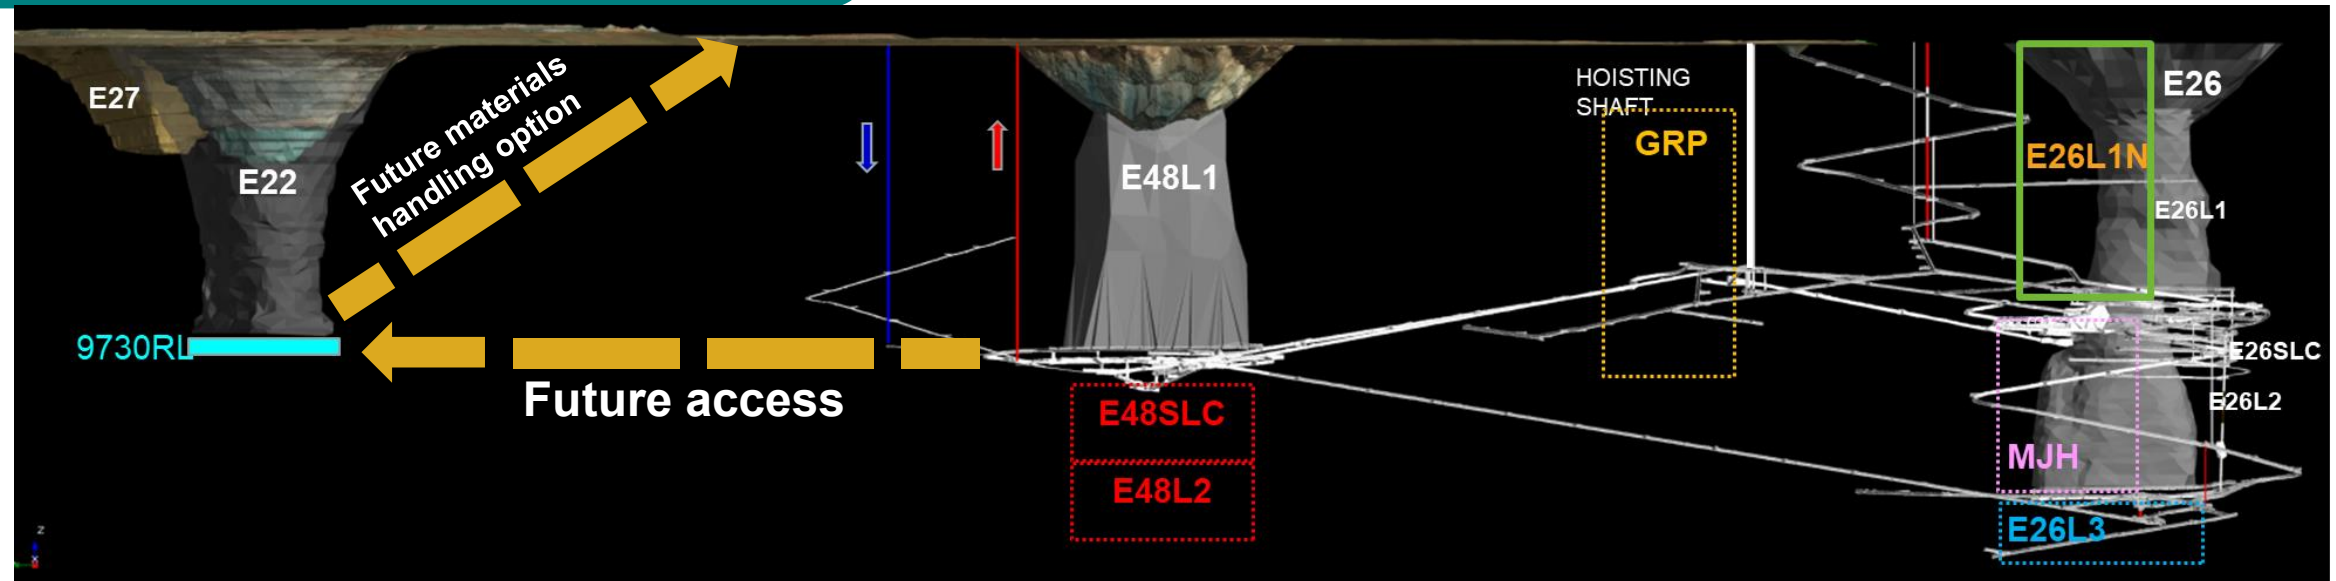 E27
E22
9730RL
Future materials
handling option
Future access
E48L1
E48SLC
E48L2
HOISTING
SHAFT
GRP
E26
E26L1N
E26L1
E26SLC
E26L2
MJH
E26L3
z
x